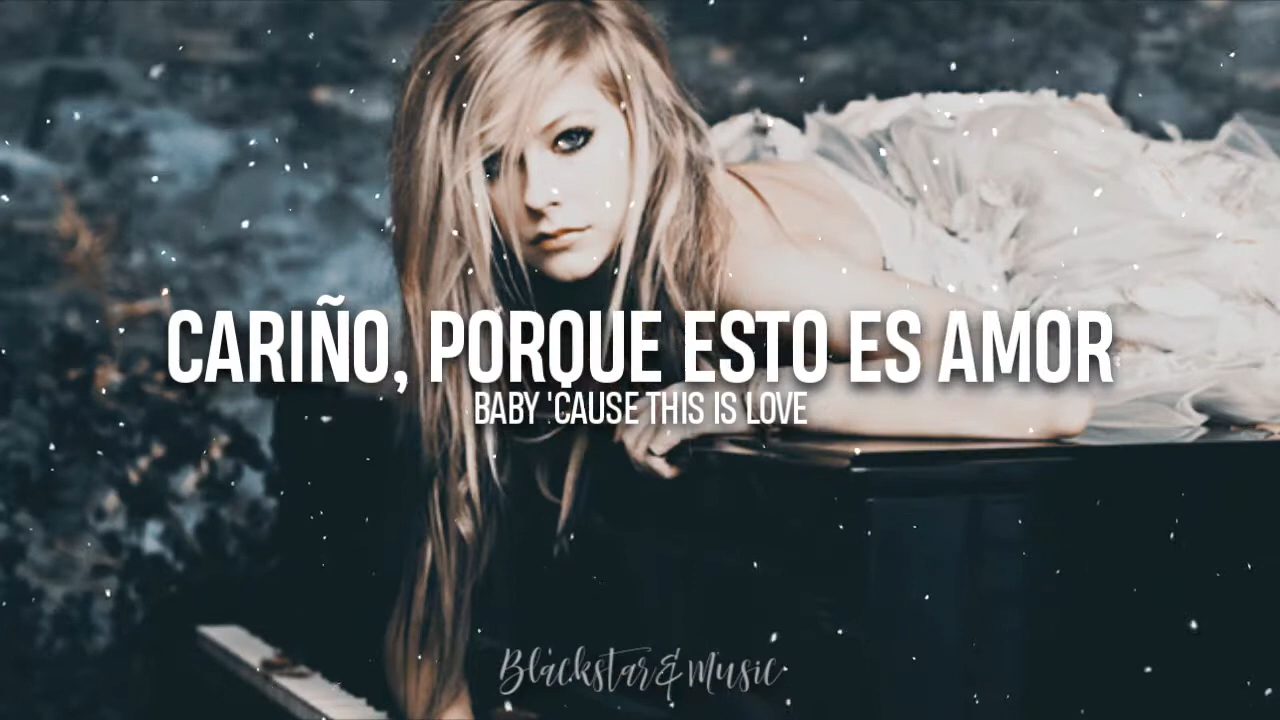 CARIÑO, PORQUE ESTO ES AMOR
BABY 'CAUSE THIS IS LOVE
Blackstar&Music